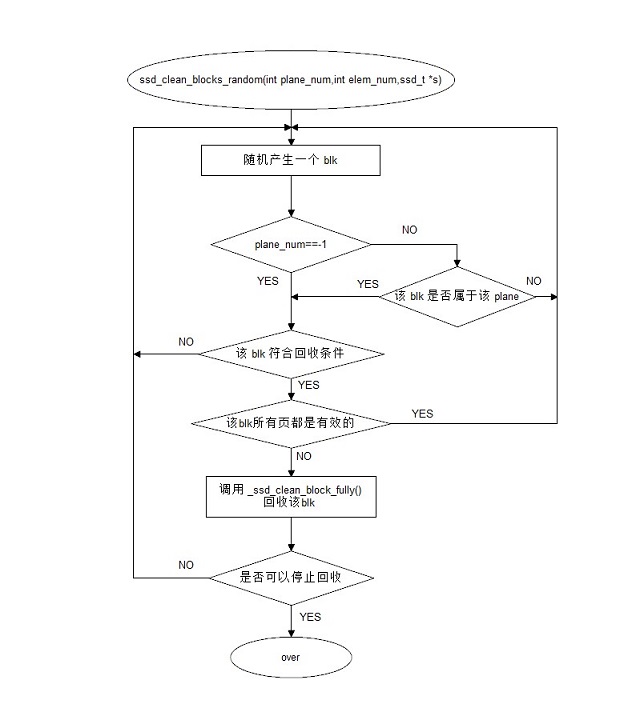 ssd_clean_blocks_random(int plane_num,int elem_num,ssd_t *s)
随机产生一个 blk
NO
plane_num==-1
YES
YES
该 blk 是否属于该 plane
NO
NO
该 blk 符合回收条件
YES
该blk所有页都是有效的
YES
NO
调用 _ssd_clean_block_fully()
回收该blk
NO
是否可以停止回收
YES
over